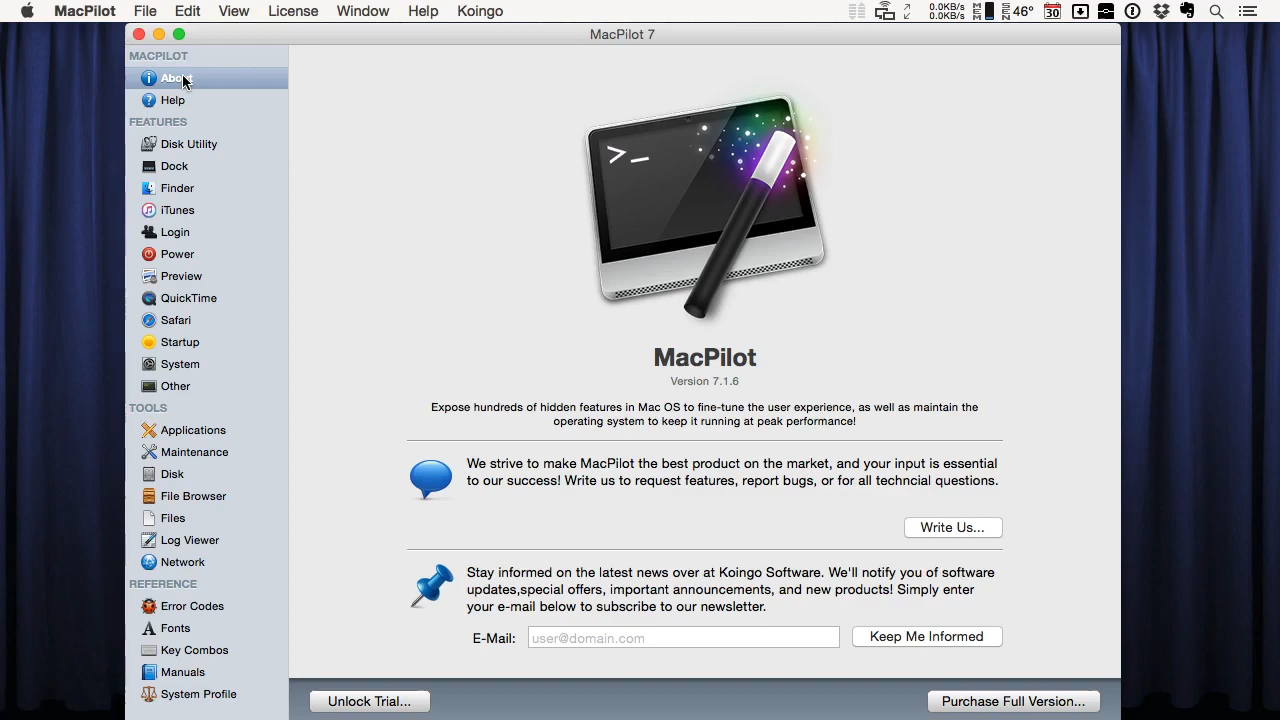 MacPilot File Edit View License Window Help Koingo
0.0KB/s
0.0KB/s
MEM
SEN
46°
30
MacPilot 7
MACPILOT
About
Help
FEATURES
Disk Utility
Dock
Finder
iTunes
Login
Power
Preview
QuickTime
Safari
Startup
System
Other
TOOLS
Applications
Maintenance
Disk
File Browser
Files
Log Viewer
Network
REFERENCE
Error Codes
Fonts
Key Combos
Manuals
System Profile
>_
MacPilot
Version 7.1.6
Expose hundreds of hidden features in Mac OS to fine-tune the user experience, as well as maintain the
operating system to keep it running at peak performance!
We strive to make MacPilot the best product on the market, and your input is essential
to our success! Write us to request features, report bugs, or for all techncial questions.
Write Us...
Stay informed on the latest news over at Koingo Software. We'll notify you of software
updates,special offers, important announcements, and new products! Simply enter
your e-mail below to subscribe to our newsletter.
E-Mail: user@domain.com Keep Me Informed
Unlock Trial... Purchase Full Version...